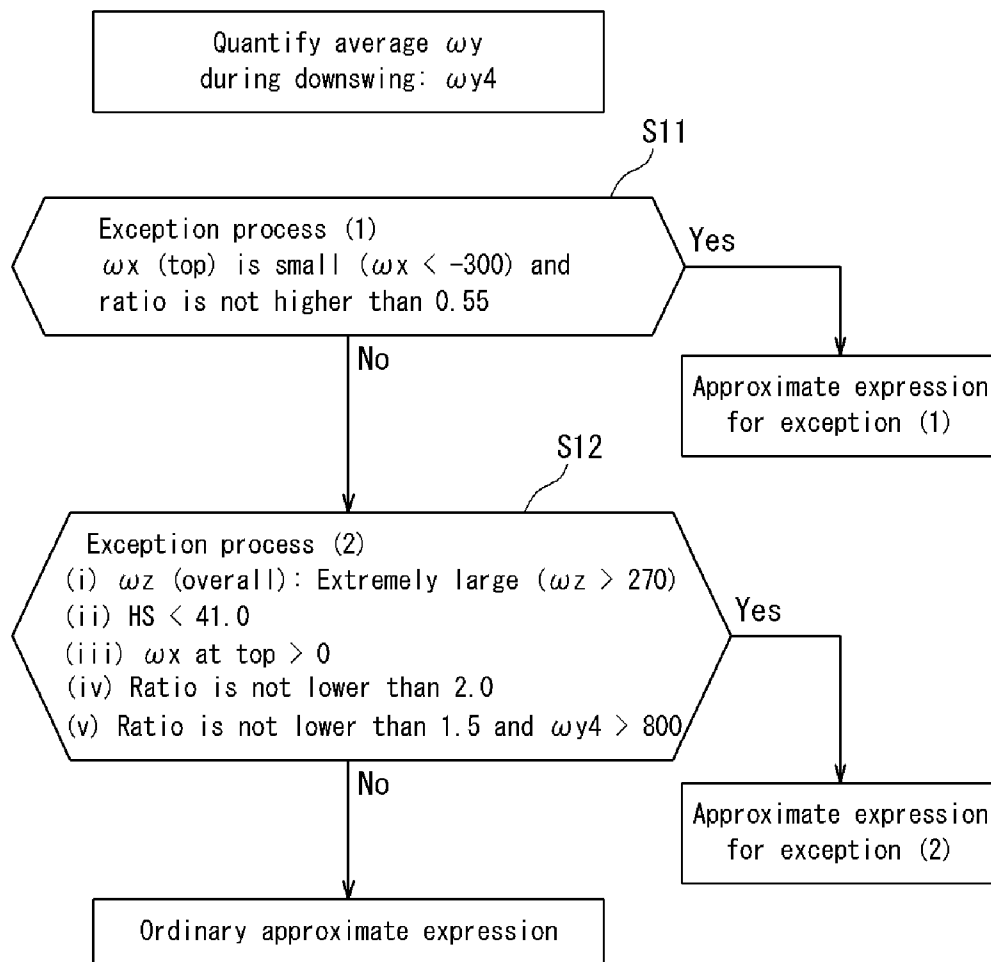 Quantify average ωy
during downswing: ωy4
S11
Exception process (1)
ωx (top) is small (ωx < -300) and
ratio is not higher than 0.55
Yes
No
Approximate expression
for exception (1)
S12
Exception process (2)
(i) ωz (overall): Extremely large (ωz > 270)
(ii) HS < 41.0
(iii) ωx at top > 0
(iv) Ratio is not lower than 2.0
(v) Ratio is not lower than 1.5 and ωy4 > 800
Yes
No
Approximate expression
for exception (2)
Ordinary approximate expression